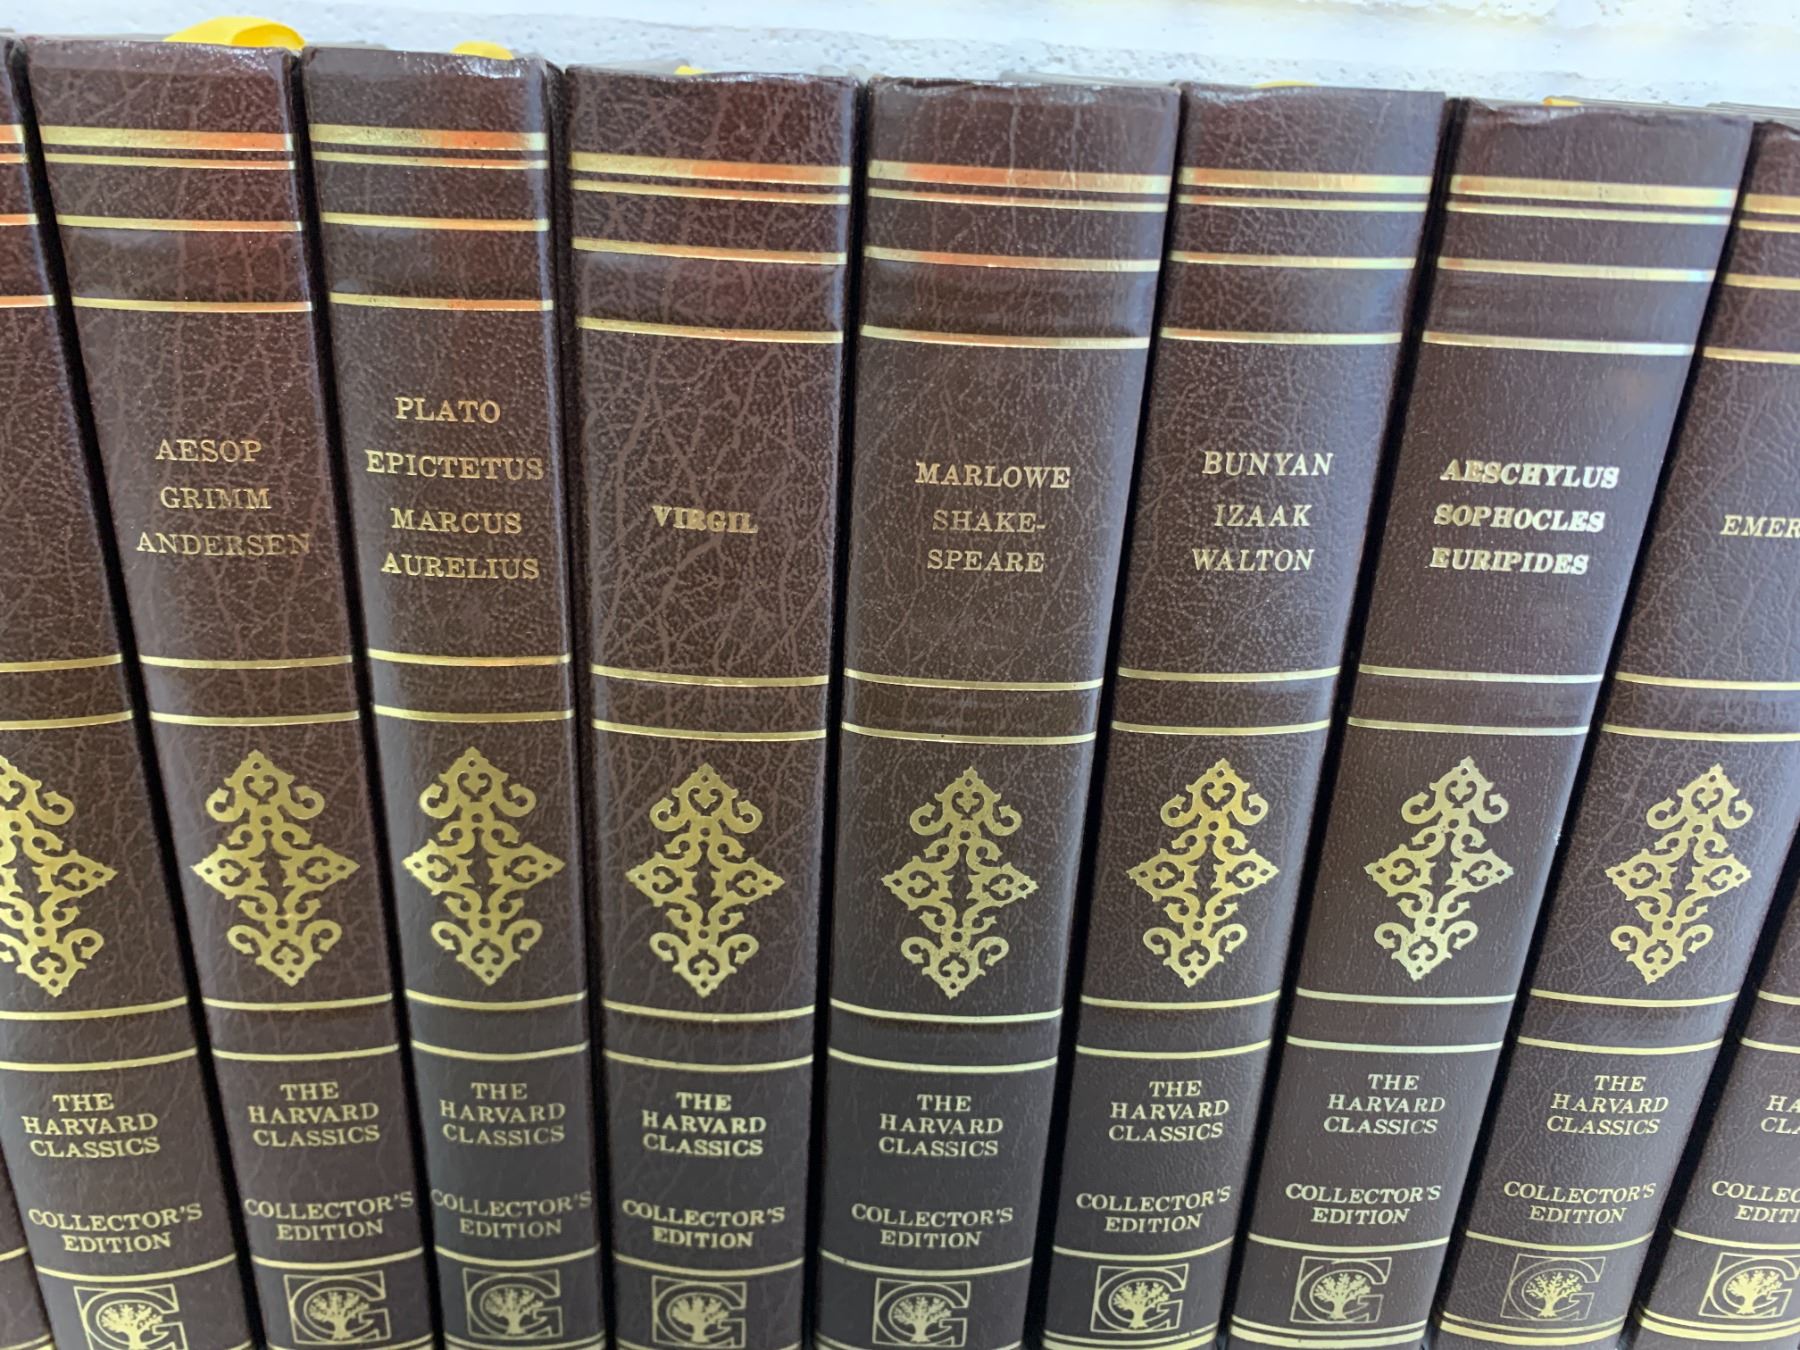 THE
HARVARD
CLASSICS
COLLECTOR'S
EDITION
AESOP
GRIMM
ANDERSEN
THE
HARVARD
CLASSICS
COLLECTOR'S
EDITION
PLATO
EPICTETUS
MARCUS
AURELIUS
THE
HARVARD
CLASSICS
COLLECTOR'S
EDITION
VIRGIL
THE
HARVARD
CLASSICS
COLLECTOR'S
EDITION
MARLOWE
SHAKE-
SPEARE
THE
HARVARD
CLASSICS
COLLECTOR'S
EDITION
BUNYAN
IZAAK
WALTON
THE
HARVARD
CLASSICS
COLLECTOR'S
EDITION
AESCHYLUS
SOPHOCLES
EURIPIDES
THE
HARVARD
CLASSICS
COLLECTOR'S
EDITION
EMER
THE
HARVARD
CLASSICS
COLLECTOR'S
EDITION